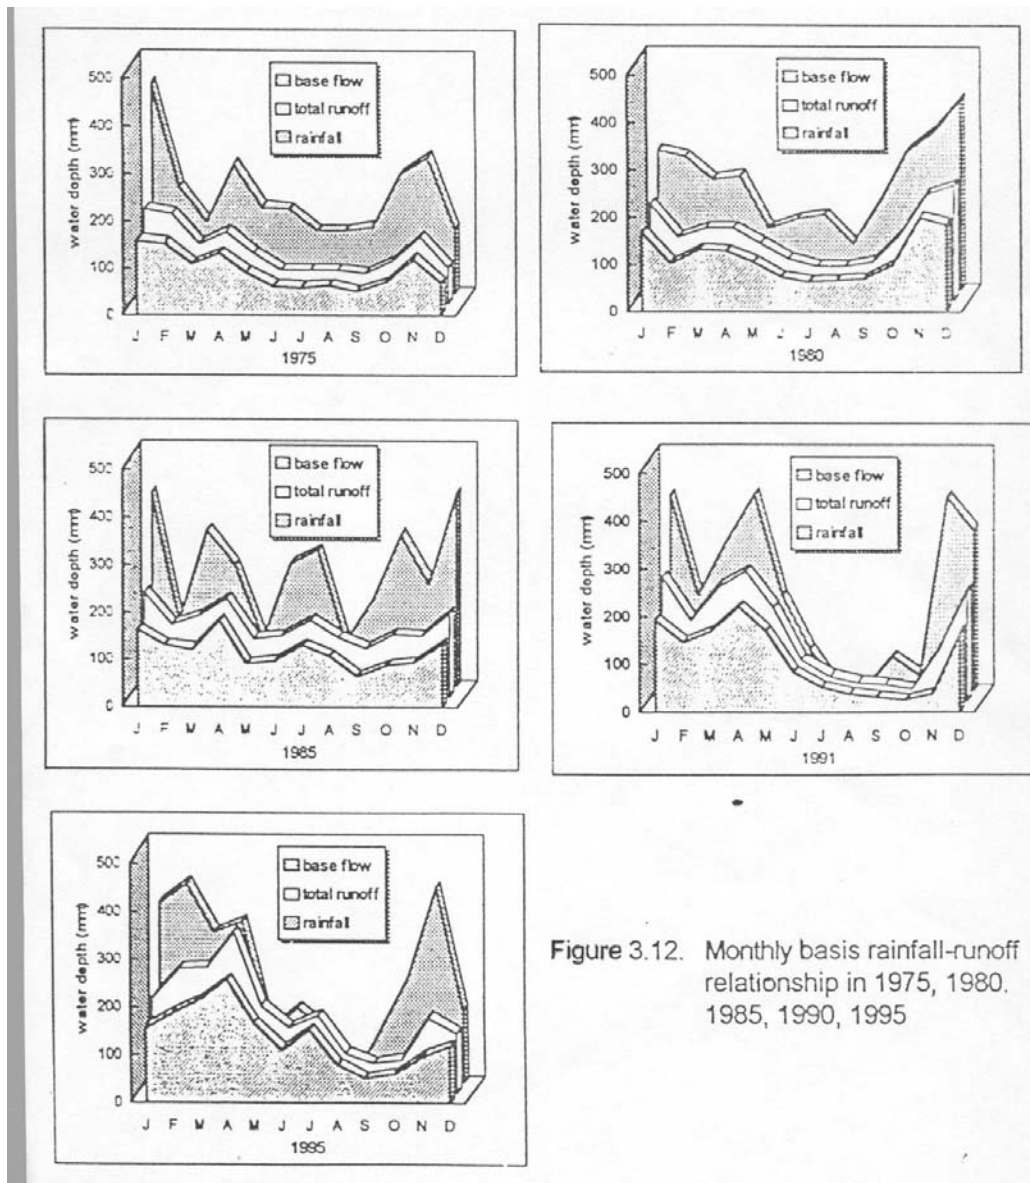 base flow
total runoff
rainfall
water depth (mm)
500
400
300
200
100
0
J F M A M J J A S O N D
1975
base flow
total runoff
rainfall
water depth (mm)
500
400
300
200
100
0
J F M A M J J A S O N D
1980
base flow
total runoff
rainfall
water depth (mm)
500
400
300
200
100
0
J F M A M J J A S O N D
1985
base flow
total runoff
rainfall
water depth (mm)
500
400
300
200
100
0
J F M A M J J A S O N D
1991
base flow
total runoff
rainfall
water depth (mm)
500
400
300
200
100
0
J F M A M J J A S O N D
1995
Figure 3.12. Monthly basis rainfall-runoff
relationship in 1975, 1980.
1985, 1990, 1995